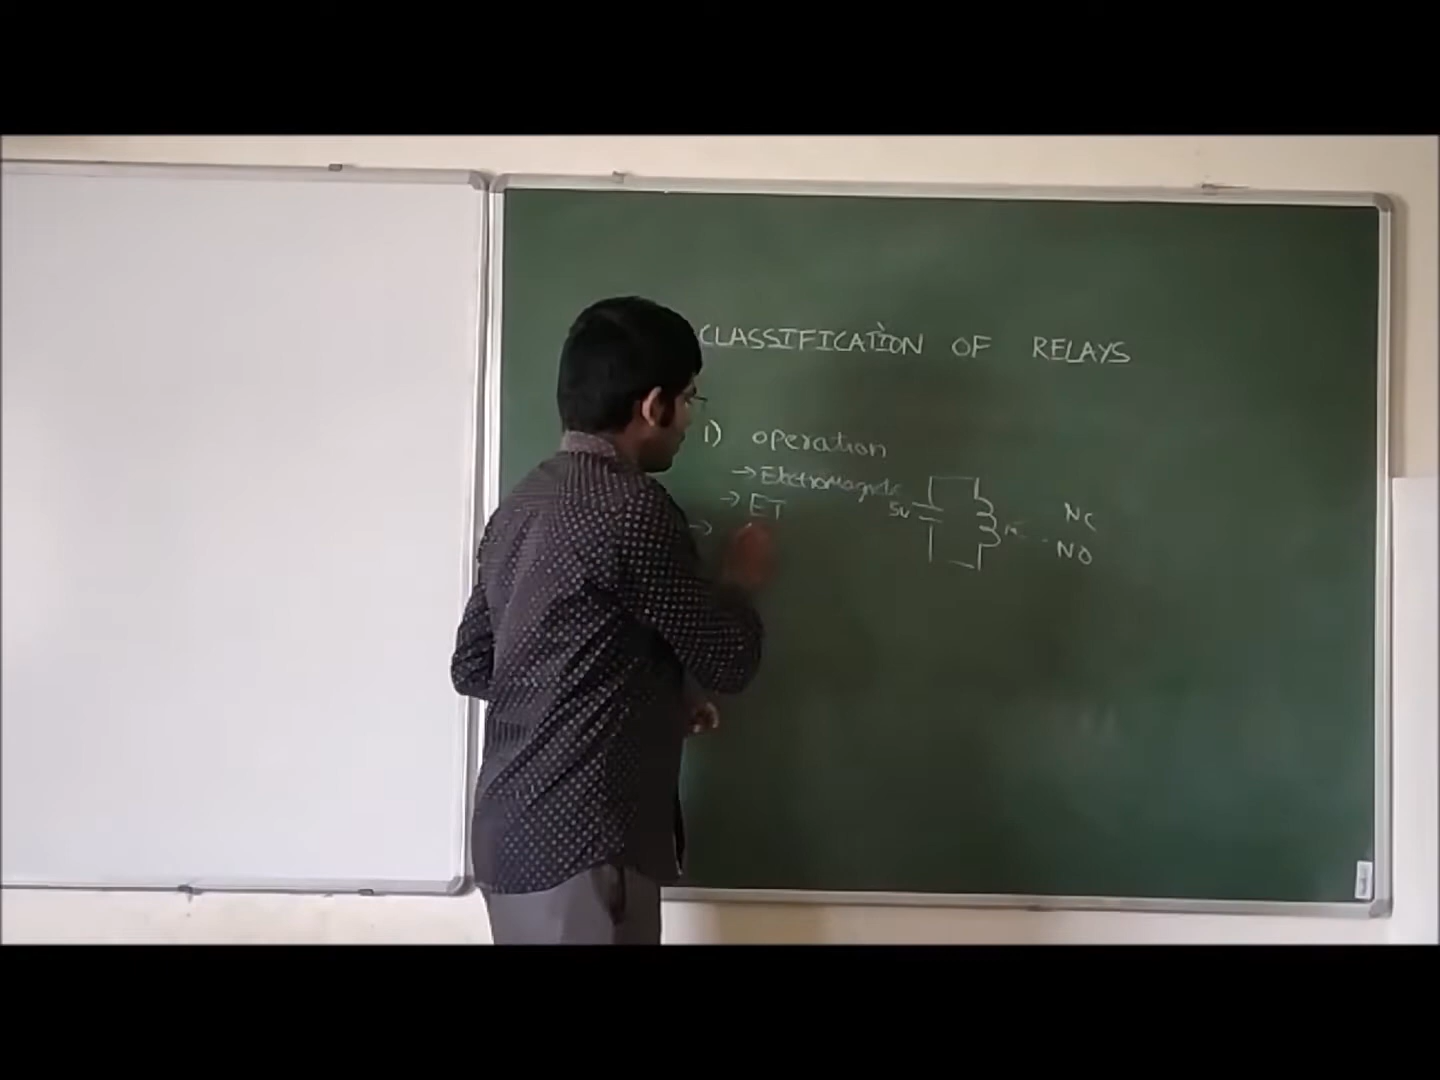 CLASSIFICATION OF RELAYS
1) operation
→ Electromagnetic
→ ET
→
5v
NC
NO